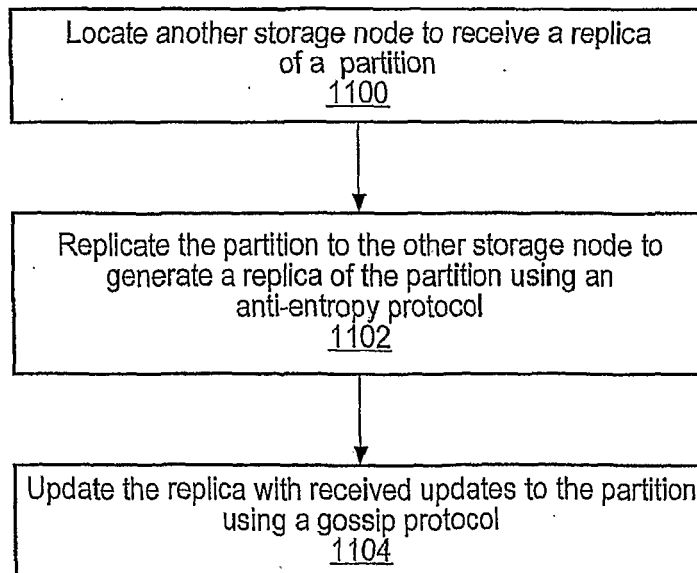 Locate another storage node to receive a replica
of a partition
1100
Replicate the partition to the other storage node to
generate a replica of the partition using an
anti-entropy protocol
1102
Update the replica with received updates to the partition
using a gossip protocol
1104